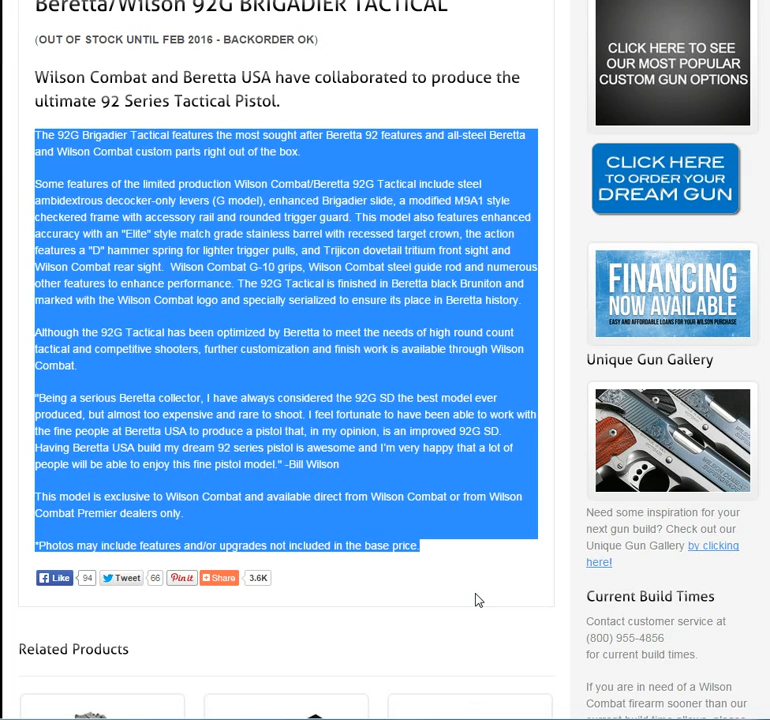 Beretta/Wilson 92G BRIGADIER TACTICAL
(OUT OF STOCK UNTIL FEB 2016 - BACKORDER OK)
Wilson Combat and Beretta USA have collaborated to produce the
ultimate 92 Series Tactical Pistol.
The 92G Brigadier Tactical features the most sought after Beretta 92 features and all-steel Beretta
and Wilson Combat custom parts right out of the box.
Some features of the limited production Wilson Combat/Beretta 92G Tactical include steel
ambidextrous decocker-only levers (G model), enhanced Brigadier slide, a modified M9A1 style
checkered frame with accessory rail and rounded trigger guard. This model also features enhanced
accuracy with an "Elite" style match grade stainless barrel with recessed target crown, the action
features a "D" hammer spring for lighter trigger pulls, and Trijicon dovetail tritium front sight and
Wilson Combat rear sight.  Wilson Combat G-10 grips, Wilson Combat steel guide rod and numerous
other features to enhance performance. The 92G Tactical is finished in Beretta black Bruniton and
marked with the Wilson Combat logo and specially serialized to ensure its place in Beretta history.
Although the 92G Tactical has been optimized by Beretta to meet the needs of high round count
tactical and competitive shooters, further customization and finish work is available through Wilson
Combat.
"Being a serious Beretta collector, I have always considered the 92G SD the best model ever
produced, but almost too expensive and rare to shoot. I feel fortunate to have been able to work with
the fine people at Beretta USA to produce a pistol that, in my opinion, is an improved 92G SD.
Having Beretta USA build my dream 92 series pistol is awesome and I'm very happy that a lot of
people will be able to enjoy this fine pistol model." -Bill Wilson
This model is exclusive to Wilson Combat and available direct from Wilson Combat or from Wilson
Combat Premier dealers only.
*Photos may include features and/or upgrades not included in the base price.
Like 94 Tweet 66 Pin it Share 3.6K
Related Products
CLICK HERE TO SEE
OUR MOST POPULAR
CUSTOM GUN OPTIONS
CLICK HERE
TO ORDER YOUR
DREAM GUN
FINANCING
NOW AVAILABLE
EASY AND AFFORDABLE LOANS FOR YOUR WILSON PURCHASE
Unique Gun Gallery
Need some inspiration for your
next gun build? Check out our
Unique Gun Gallery by clicking
here!
Current Build Times
Contact customer service at
(800) 955-4856
for current build times.
If you are in need of a Wilson
Combat firearm sooner than our